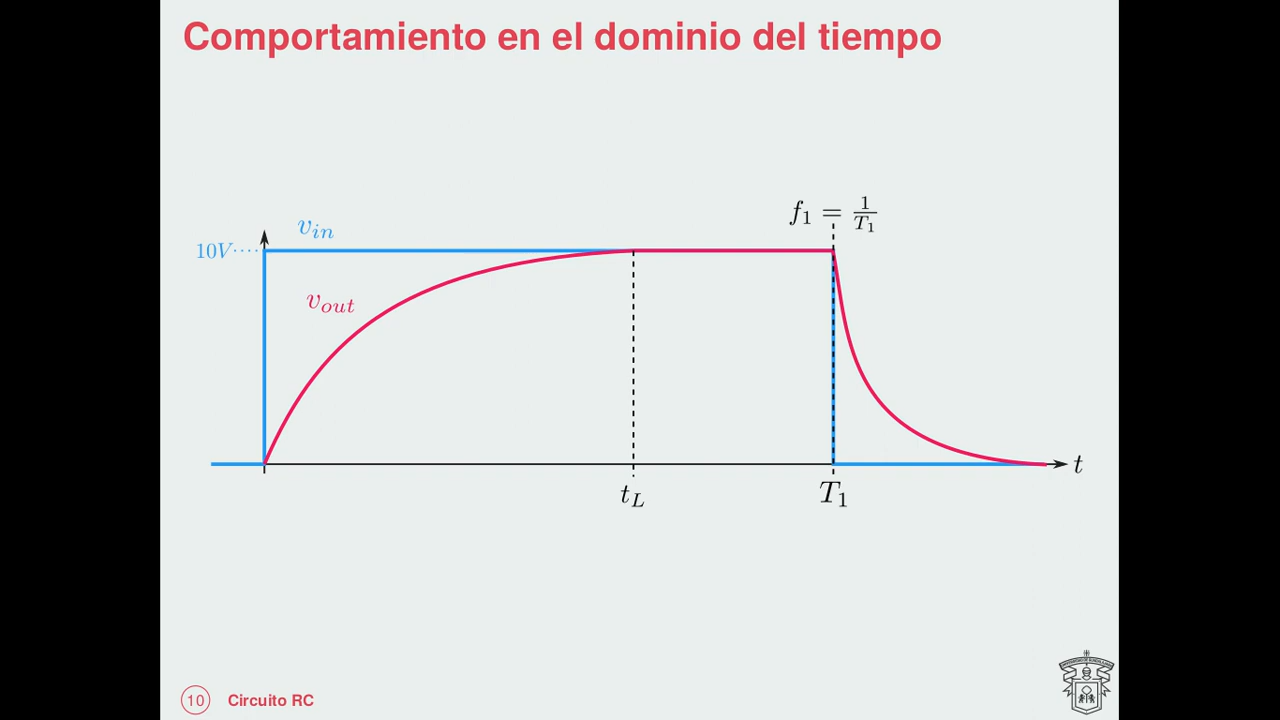 Comportamiento en el dominio del tiempo
f₁ = 1/T₁
v_in
10V
v_out
t
t_L
T₁
10 Circuito RC